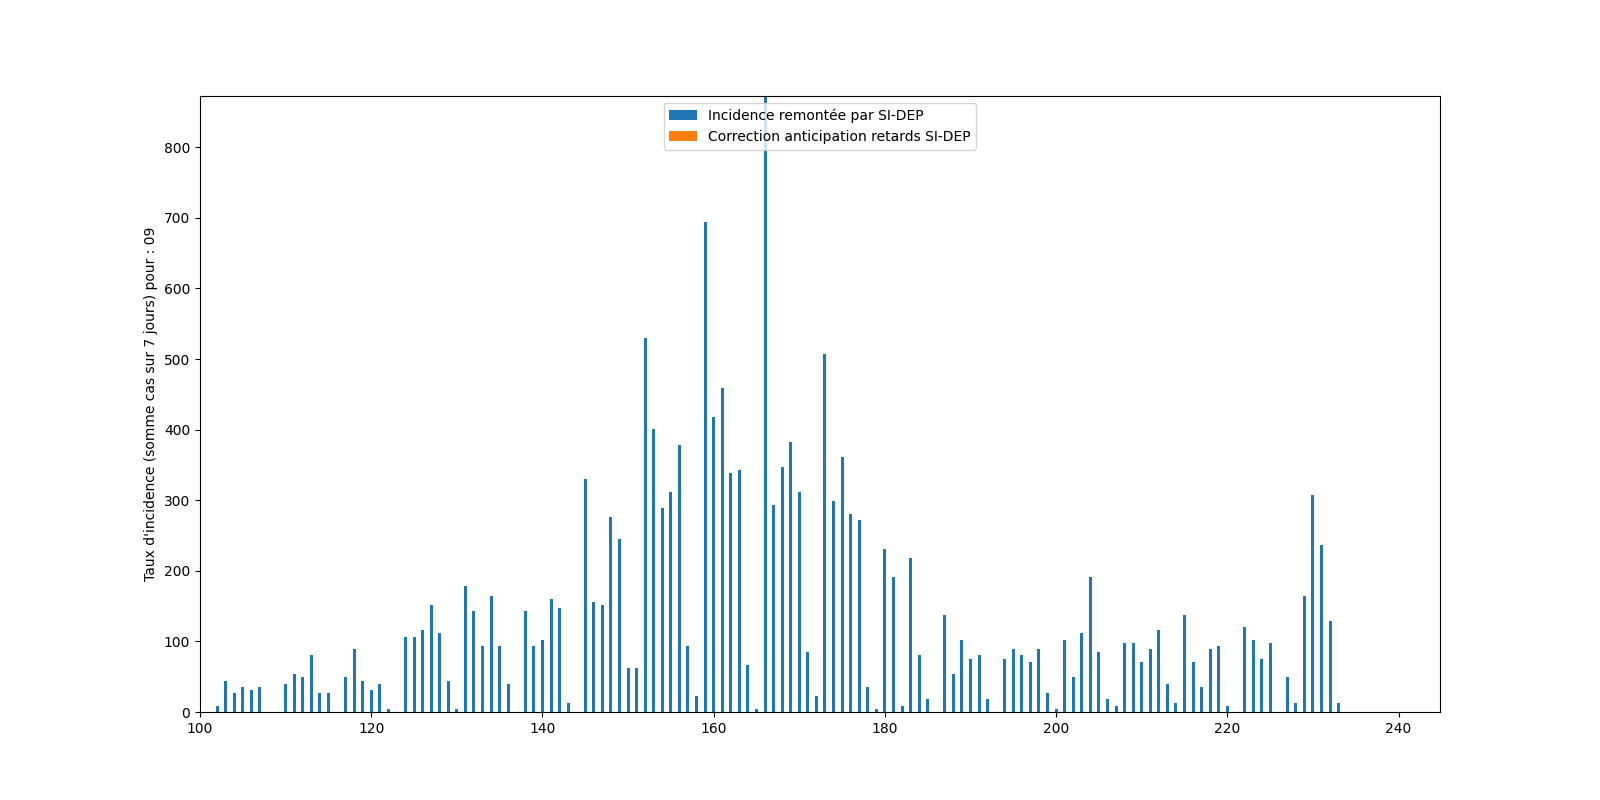 Incidence remontée par SI-DEP
Correction anticipation retards SI-DEP
Taux d'incidence (somme cas sur 7 jours) pour : 09
800
700
600
500
400
300
200
100
0
100 120 140 160 180 200 220 240